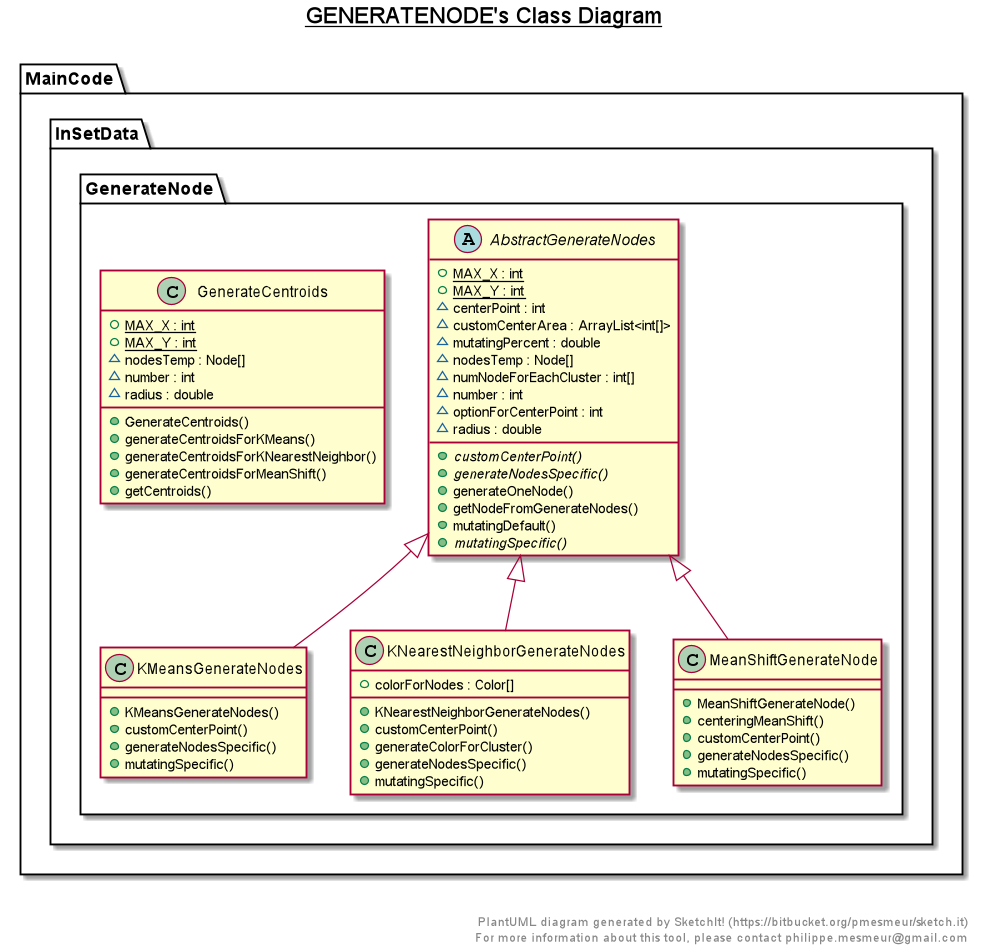 GENERATENODE's Class Diagram
MainCode
InSetData
GenerateNode
C GenerateCentroids
MAX_X : int
MAX_Y : int
nodesTemp : Node[]
number : int
radius : double
GenerateCentroids()
generateCentroidsForKMeans()
generateCentroidsForKNearestNeighbor()
generateCentroidsForMeanShift()
getCentroids()
A AbstractGenerateNodes
MAX_X : int
MAX_Y : int
centerPoint : int
customCenterArea : ArrayList<int[]>
mutatingPercent : double
nodesTemp : Node[]
numNodeForEachCluster : int[]
number : int
optionForCenterPoint : int
radius : double
customCenterPoint()
generateNodesSpecific()
generateOneNode()
getNodeFromGenerateNodes()
mutatingDefault()
mutatingSpecific()
C KMeansGenerateNodes
KMeansGenerateNodes()
customCenterPoint()
generateNodesSpecific()
mutatingSpecific()
C KNearestNeighborGenerateNodes
colorForNodes : Color[]
KNearestNeighborGenerateNodes()
customCenterPoint()
generateColorForCluster()
generateNodesSpecific()
mutatingSpecific()
C MeanShiftGenerateNode
MeanShiftGenerateNode()
centeringMeanShift()
customCenterPoint()
generateNodesSpecific()
mutatingSpecific()
PlantUML diagram generated by SketchIt! (https://bitbucket.org/pmesmeur/sketch.it)
For more information about this tool, please contact philippe.mesmeur@gmail.com